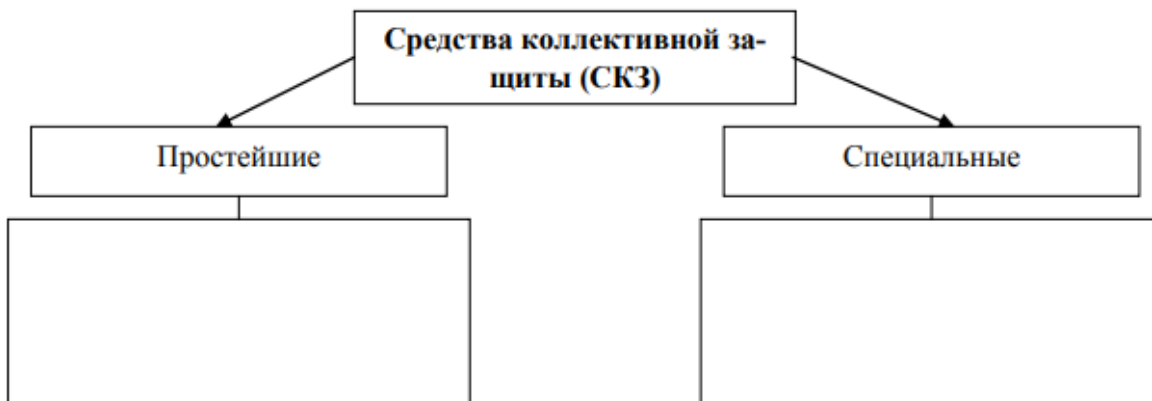 Средства коллективной за-
щиты (СКЗ)
Простейшие
Специальные